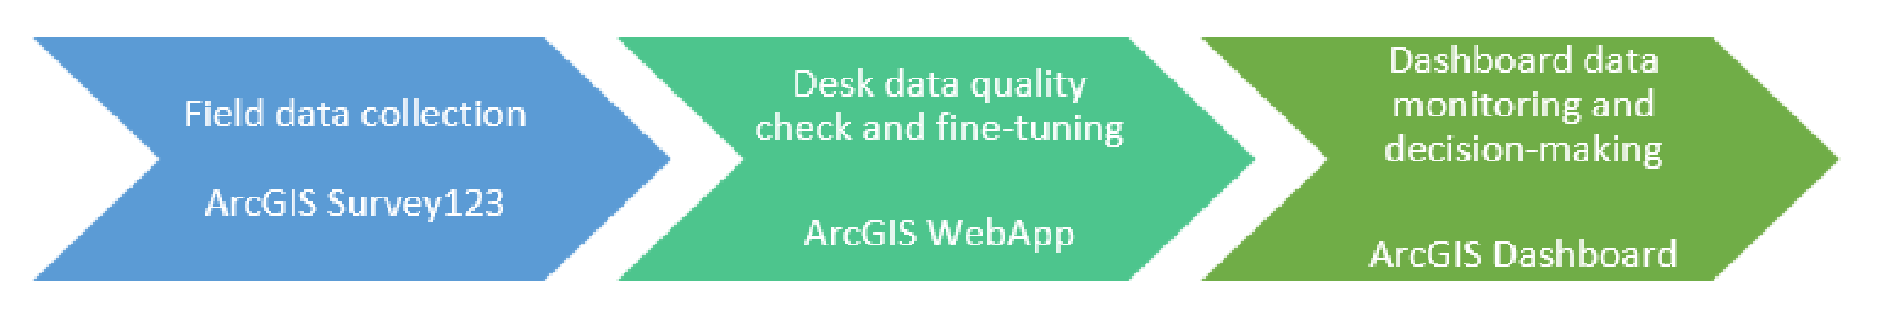 Field data collection
ArcGIS Survey123
Desk data quality
check and fine-tuning
ArcGIS WebApp
Dashboard data
monitoring and
decision-making
ArcGIS Dashboard